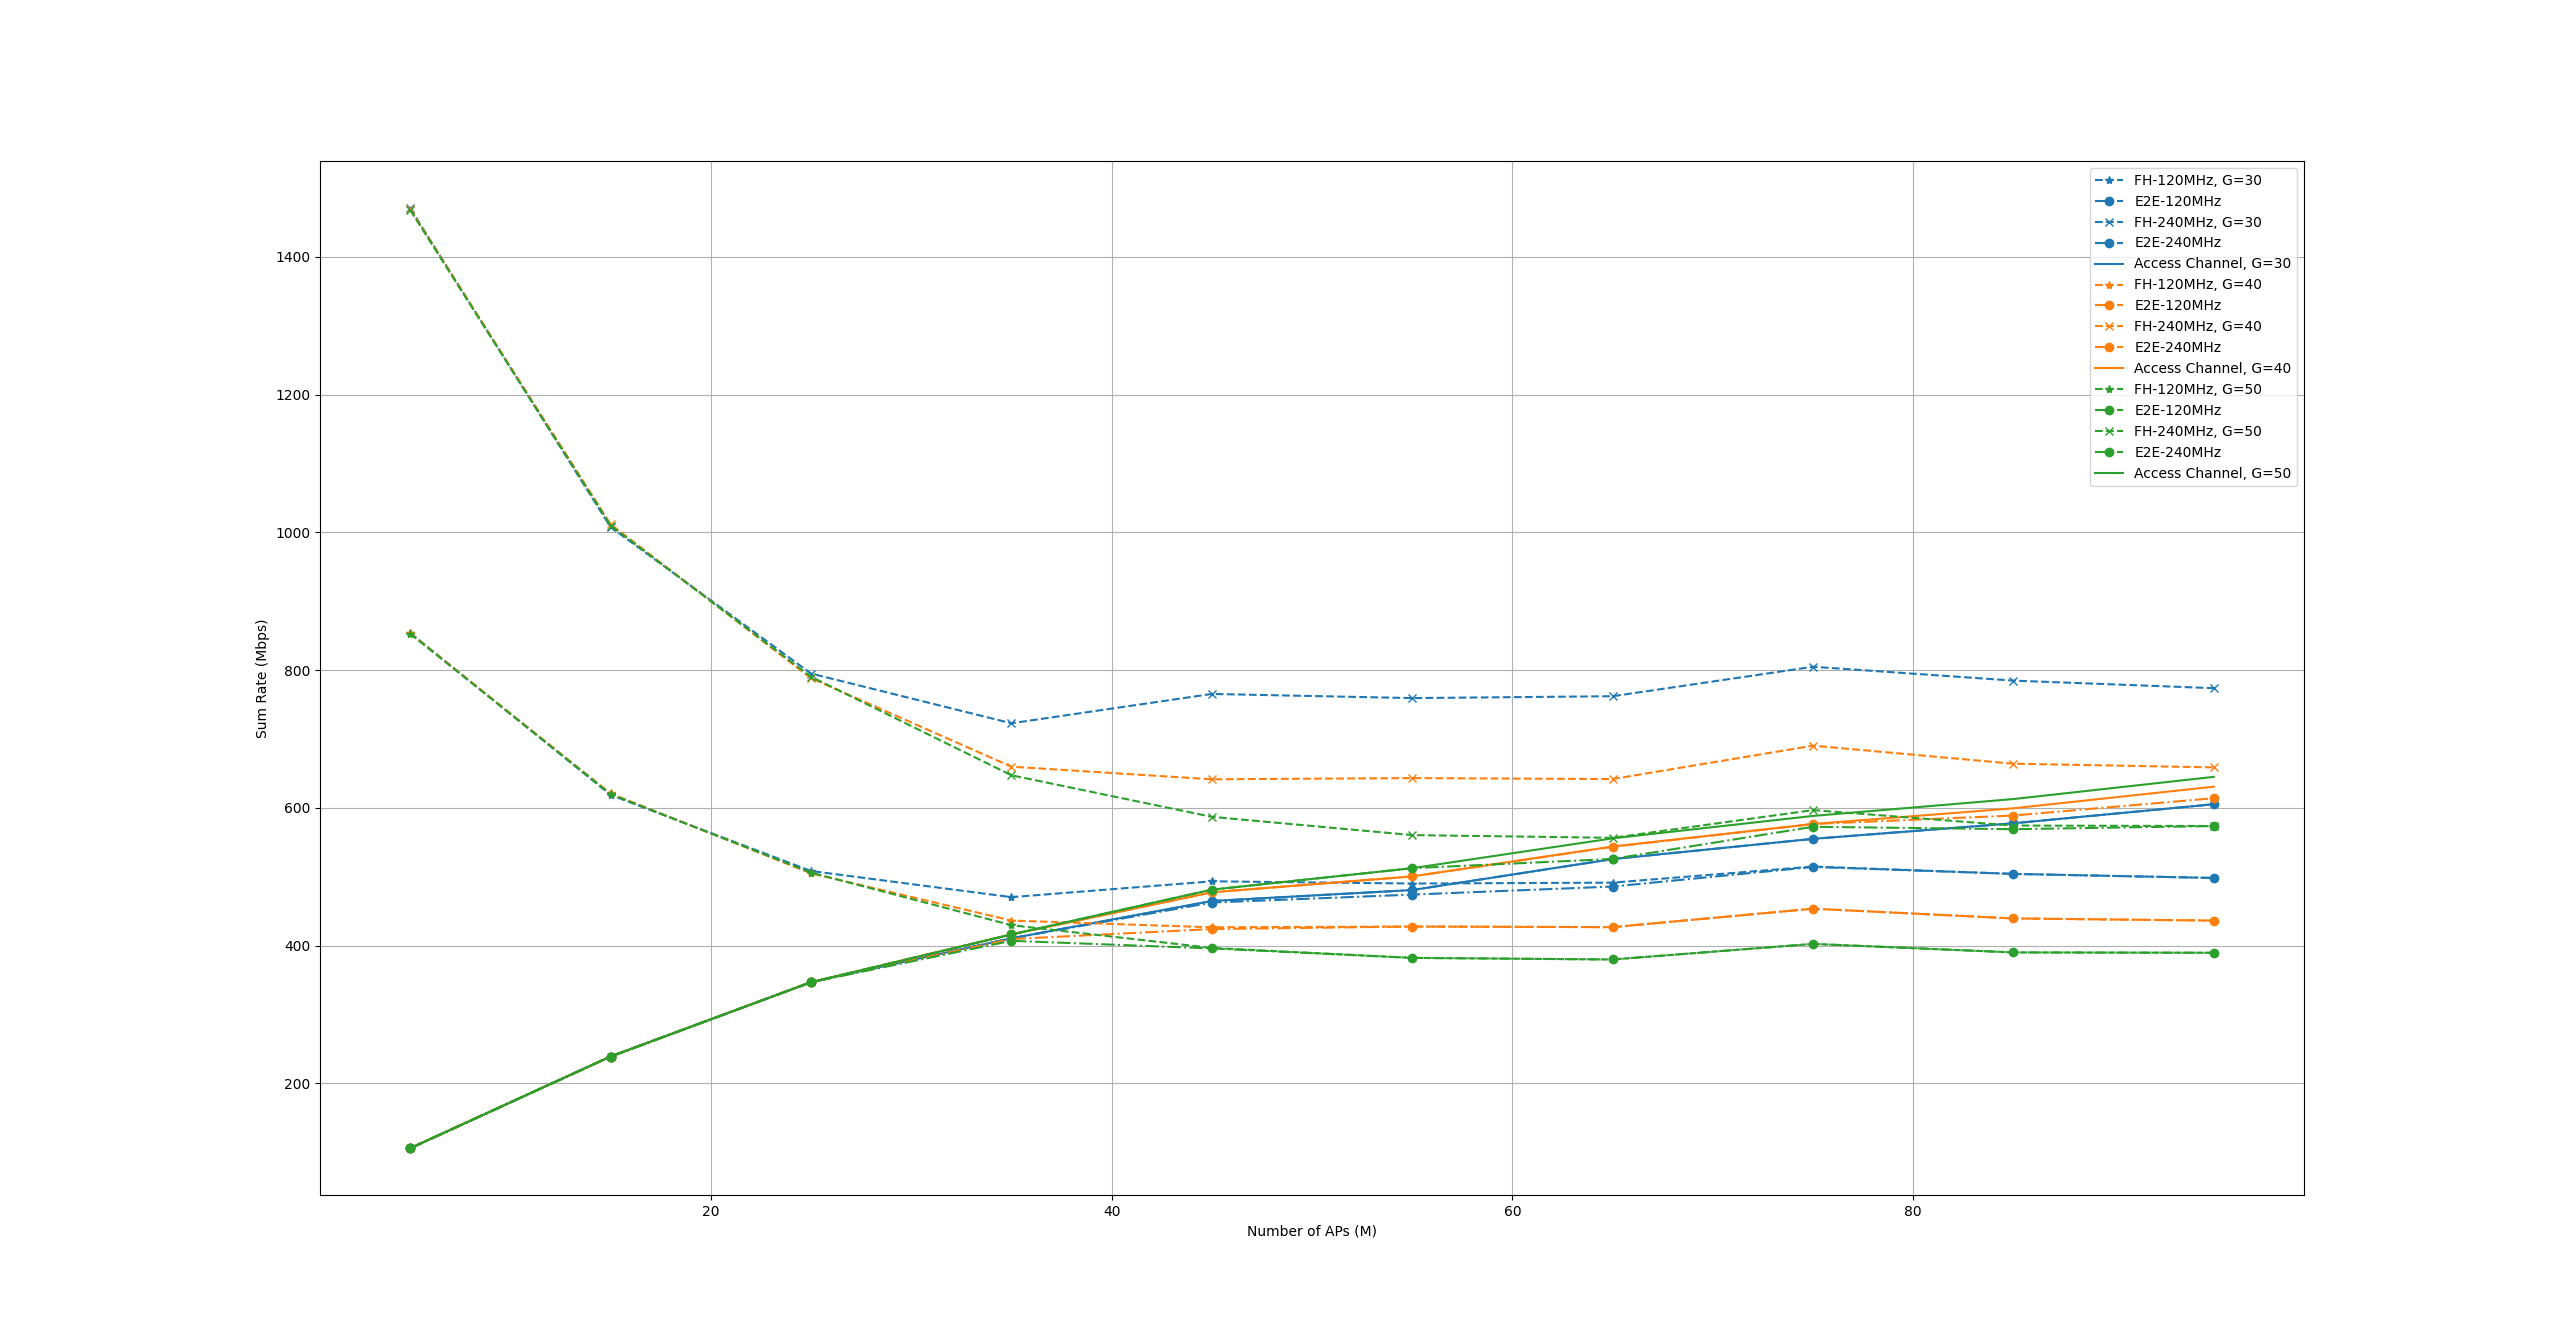 FH-120MHz, G=30
E2E-120MHz
FH-240MHz, G=30
E2E-240MHz
Access Channel, G=30
FH-120MHz, G=40
E2E-120MHz
FH-240MHz, G=40
E2E-240MHz
Access Channel, G=40
FH-120MHz, G=50
E2E-120MHz
FH-240MHz, G=50
E2E-240MHz
Access Channel, G=50
1400
1200
1000
800
600
400
200
Sum Rate (Mbps)
20 40 60 80
Number of APs (M)